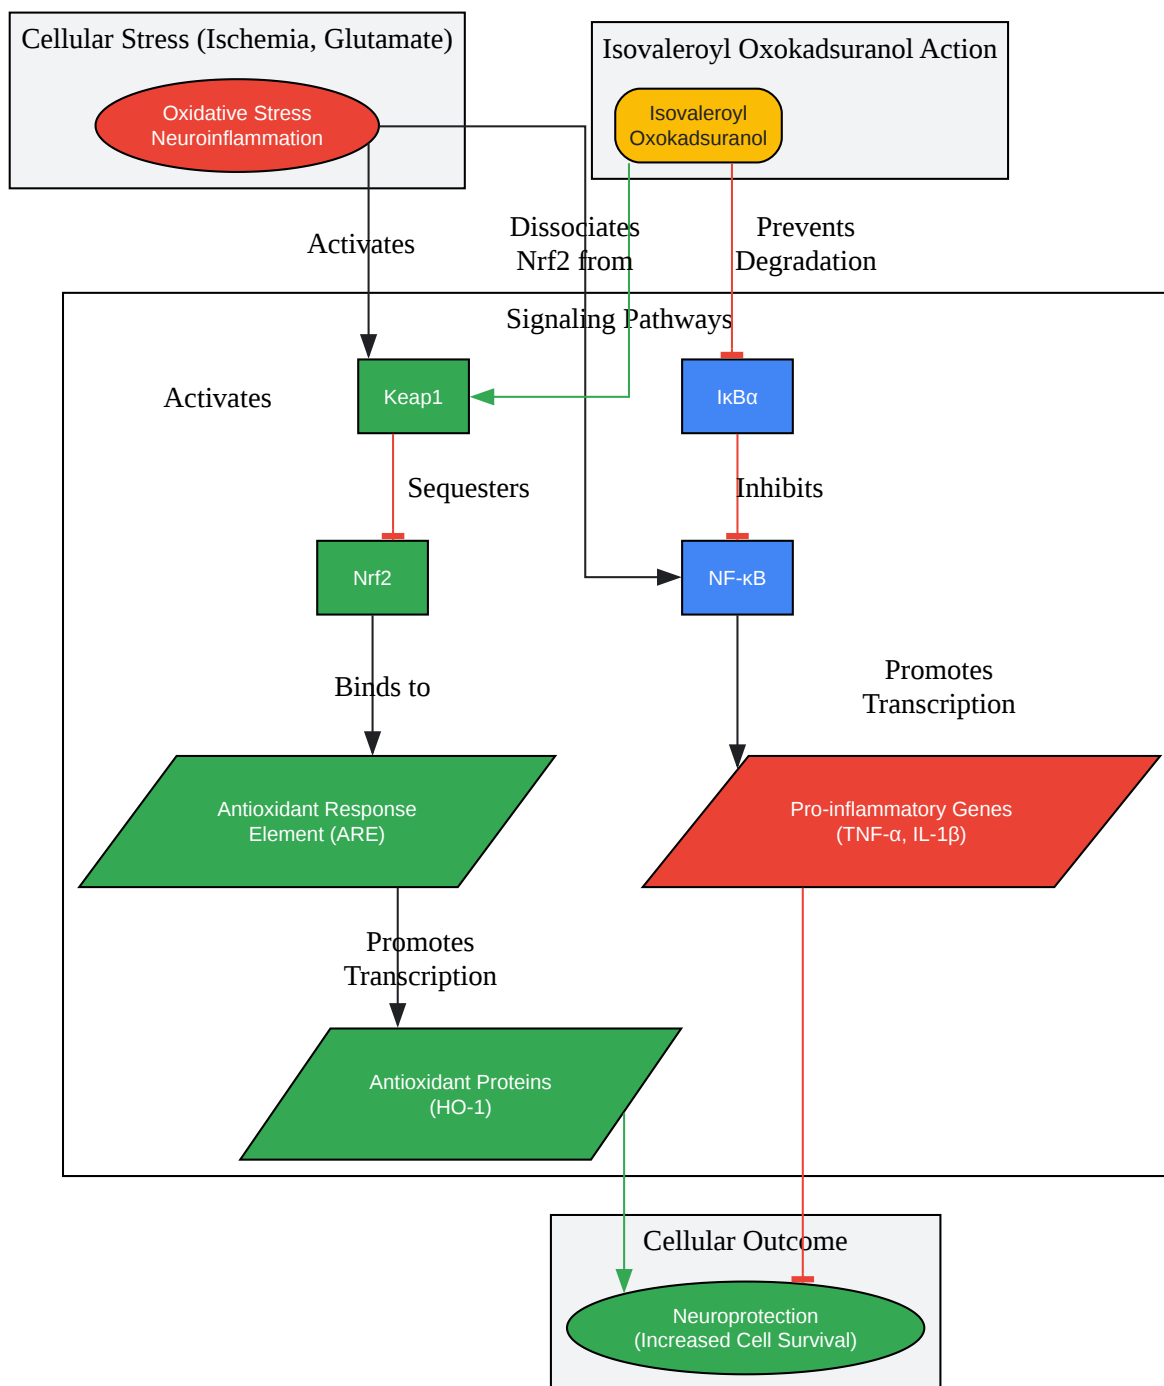 Cellular Stress (Ischemia, Glutamate)
Oxidative Stress
Neuroinflammation
Isovaleroyl Oxokadsuranol Action
Isovaleroyl
Oxokadsuranol
Activates
Dissociates
Nrf2 from
Prevents
Degradation
Signaling Pathways
Activates
Keap1
IκBα
Sequesters
Inhibits
Nrf2
NF-κB
Binds to
Promotes
Transcription
Antioxidant Response
Element (ARE)
Pro-inflammatory Genes
(TNF-α, IL-1β)
Promotes
Transcription
Antioxidant Proteins
(HO-1)
Cellular Outcome
Neuroprotection
(Increased Cell Survival)